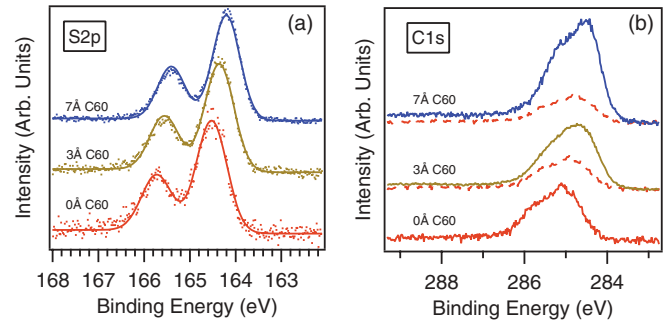 S2p
(a)
7Å C60
3Å C60
0Å C60
Intensity (Arb. Units)
168 167 166 165 164 163
Binding Energy (eV)
C1s
(b)
7Å C60
3Å C60
0Å C60
Intensity (Arb. Units)
288 286 284
Binding Energy (eV)